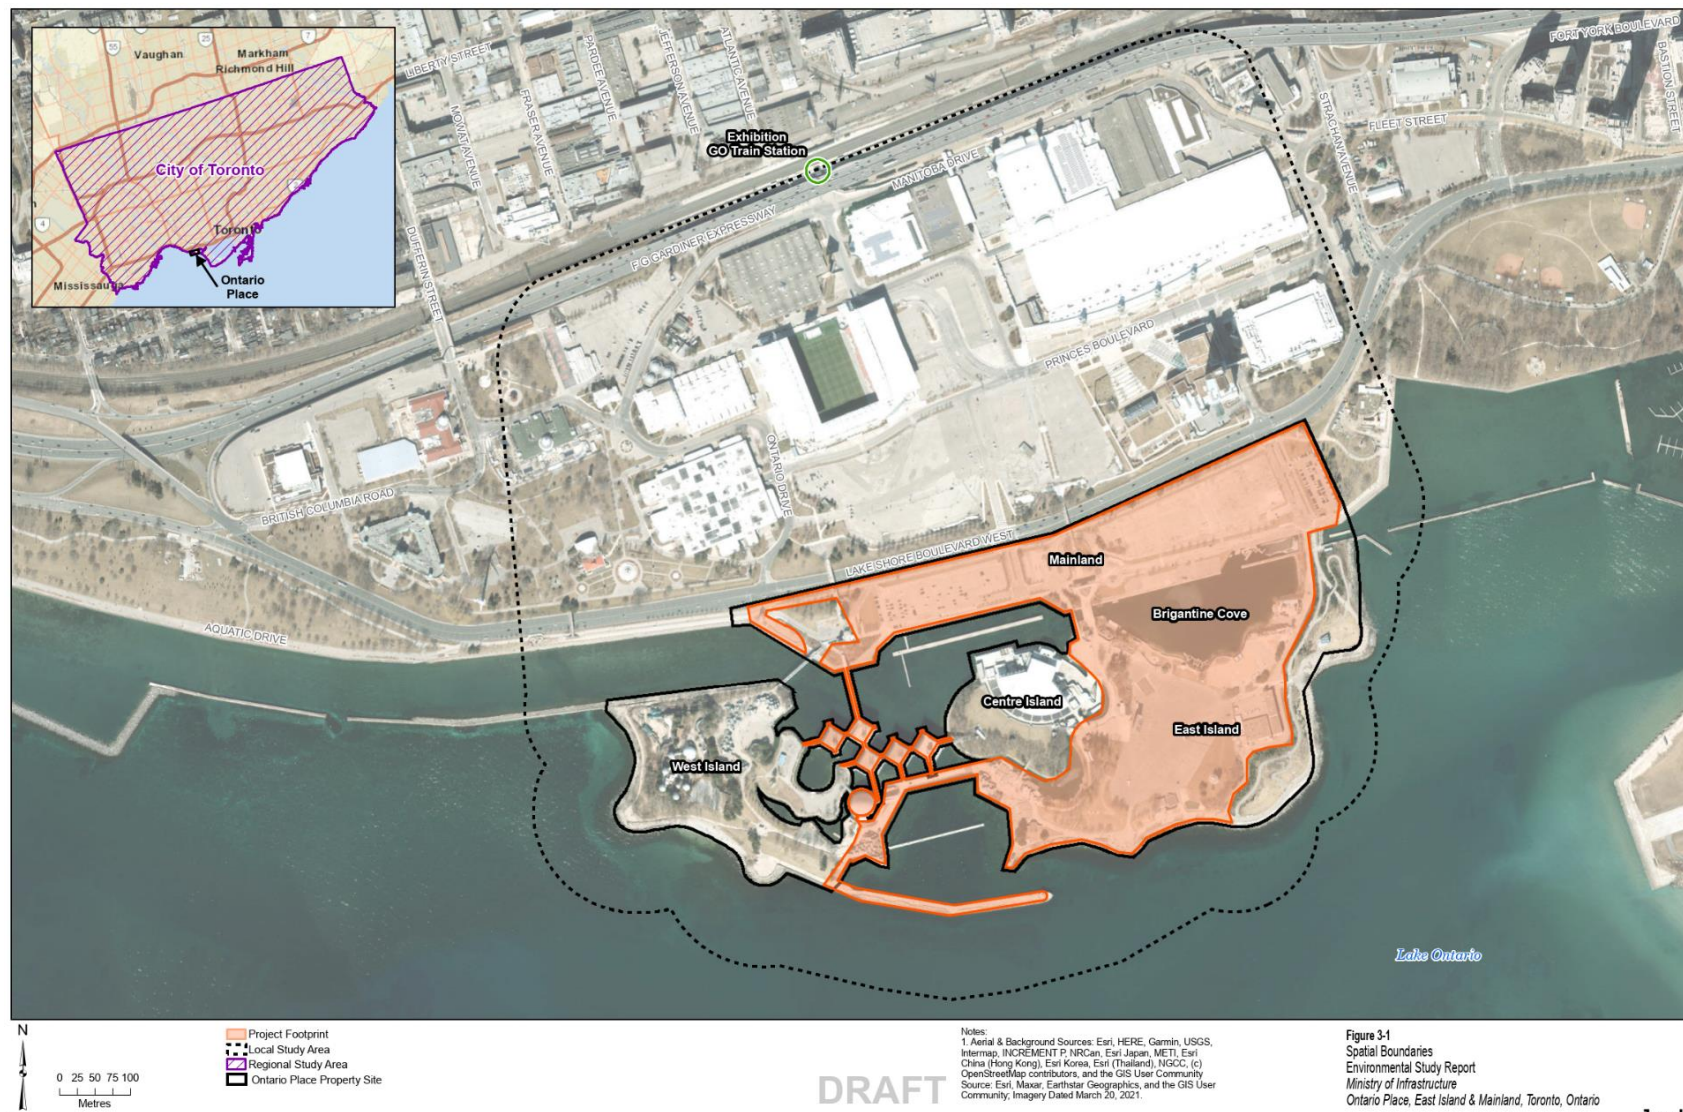 55
25
7
Vaughan
Markham
Richmond Hill
City of Toronto
4
Toronto
Mississauga
Ontario
Place
LIBERTY STREET
MOWAT AVENUE
FRASER AVENUE
PARDEE AVENUE
JEFFERSON AVENUE
ATLANTIC AVENUE
DUFFERIN STREET
Exhibition
GO Train Station
MANITOBA DRIVE
F G GARDINER EXPRESSWAY
FORT YORK BOULEVARD
BASTION STREET
FLEET STREET
STRACHAN AVENUE
PRINCES BOULEVARD
ONTARIO DRIVE
BRITISH COLUMBIA ROAD
LAKE SHORE BOULEVARD WEST
AQUATIC DRIVE
Mainland
Brigantine Cove
Centre Island
East Island
West Island
Lake Ontario
N
0 25 50 75 100
Metres
Project Footprint
Local Study Area
Regional Study Area
Ontario Place Property Site
DRAFT
Notes:
1. Aerial & Background Sources: Esri, HERE, Garmin, USGS,
Intermap, INCREMENT P, NRCan, Esri Japan, METI, Esri
China (Hong Kong), Esri Korea, Esri (Thailand), NGCC, (c)
OpenStreetMap contributors, and the GIS User Community
Source: Esri, Maxar, Earthstar Geographics, and the GIS User
Community; Imagery Dated March 20, 2021.
Figure 3-1
Spatial Boundaries
Environmental Study Report
Ministry of Infrastructure
Ontario Place, East Island & Mainland, Toronto, Ontario